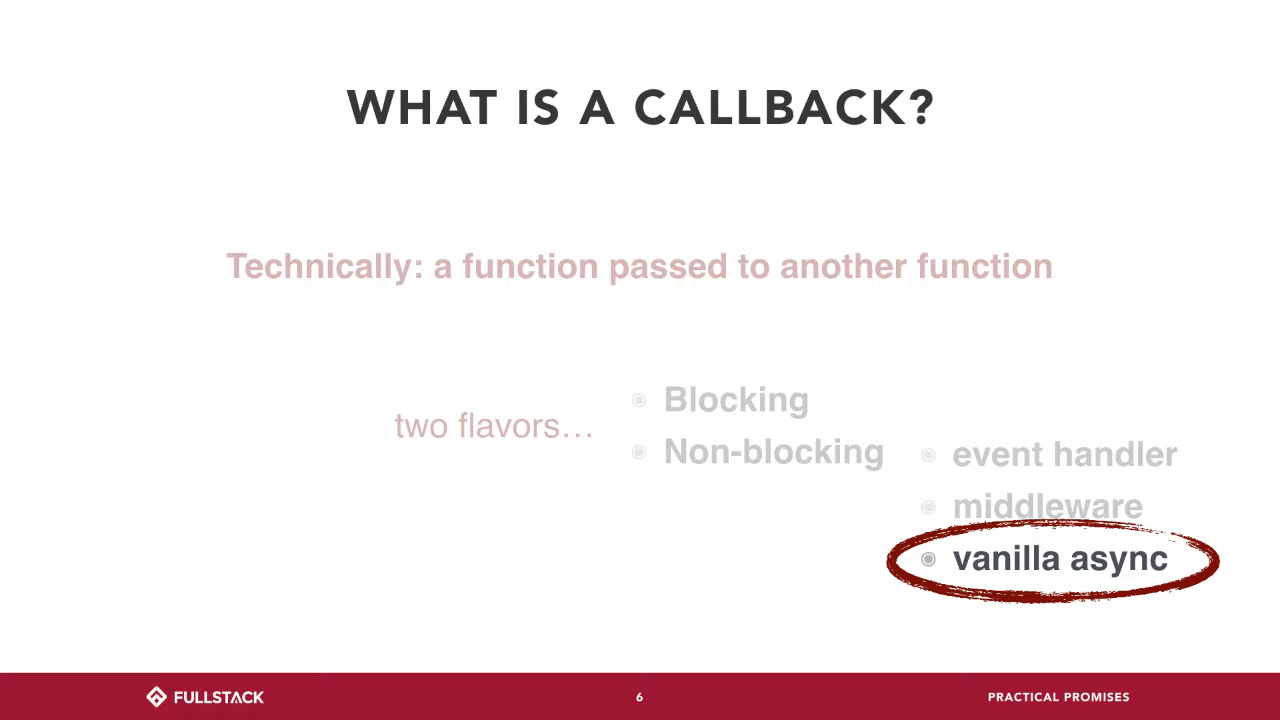 WHAT IS A CALLBACK?
Technically: a function passed to another function
two flavors…
Blocking
Non-blocking
event handler
middleware
vanilla async
FULLSTACK
6
PRACTICAL PROMISES